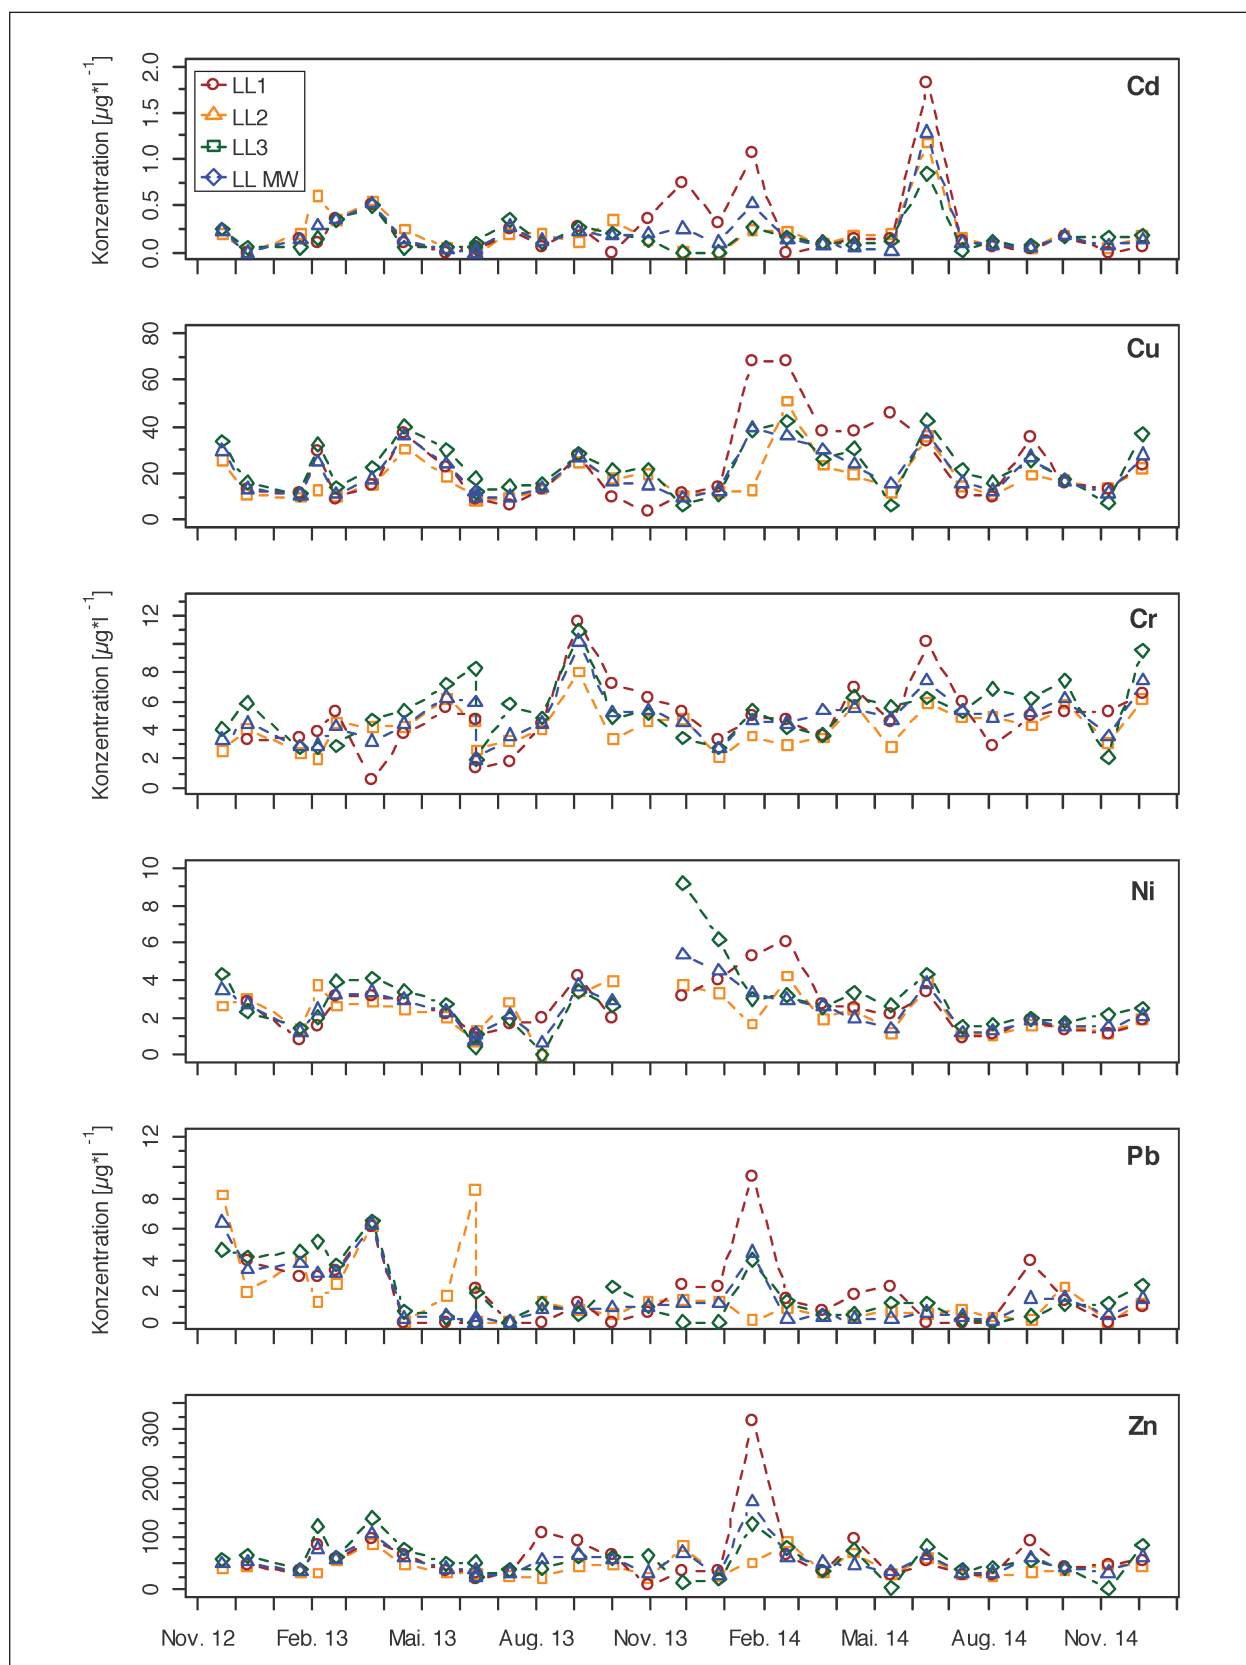 Konzentration [µg*l⁻¹]
2.0
1.5
1.0
0.5
0.0
LL1
LL2
LL3
LL MW
Cd
80
60
40
20
0
Cu
Konzentration [µg*l⁻¹]
12
8
6
4
2
0
Cr
10
8
6
4
2
0
Ni
Konzentration [µg*l⁻¹]
12
8
6
4
2
0
Pb
300
200
100
0
Zn
Nov. 12 Feb. 13 Mai. 13 Aug. 13 Nov. 13 Feb. 14 Mai. 14 Aug. 14 Nov. 14